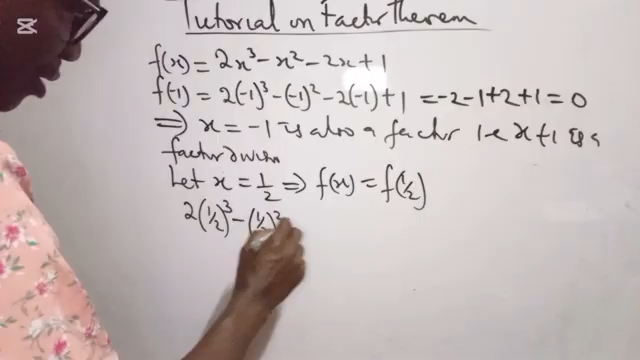 Tutorial on Factor Therem
f(x) = 2x³ - x² - 2x + 1
f(-1) = 2(-1)³ - (-1)² - 2(-1) + 1 = -2 - 1 + 2 + 1 = 0
⇒ x = -1 is also a factor i-e x+1 is a
factor
Let x = 1/2 ⇒ f(x) = f(1/2)
2(1/2)³ - (1/2)²